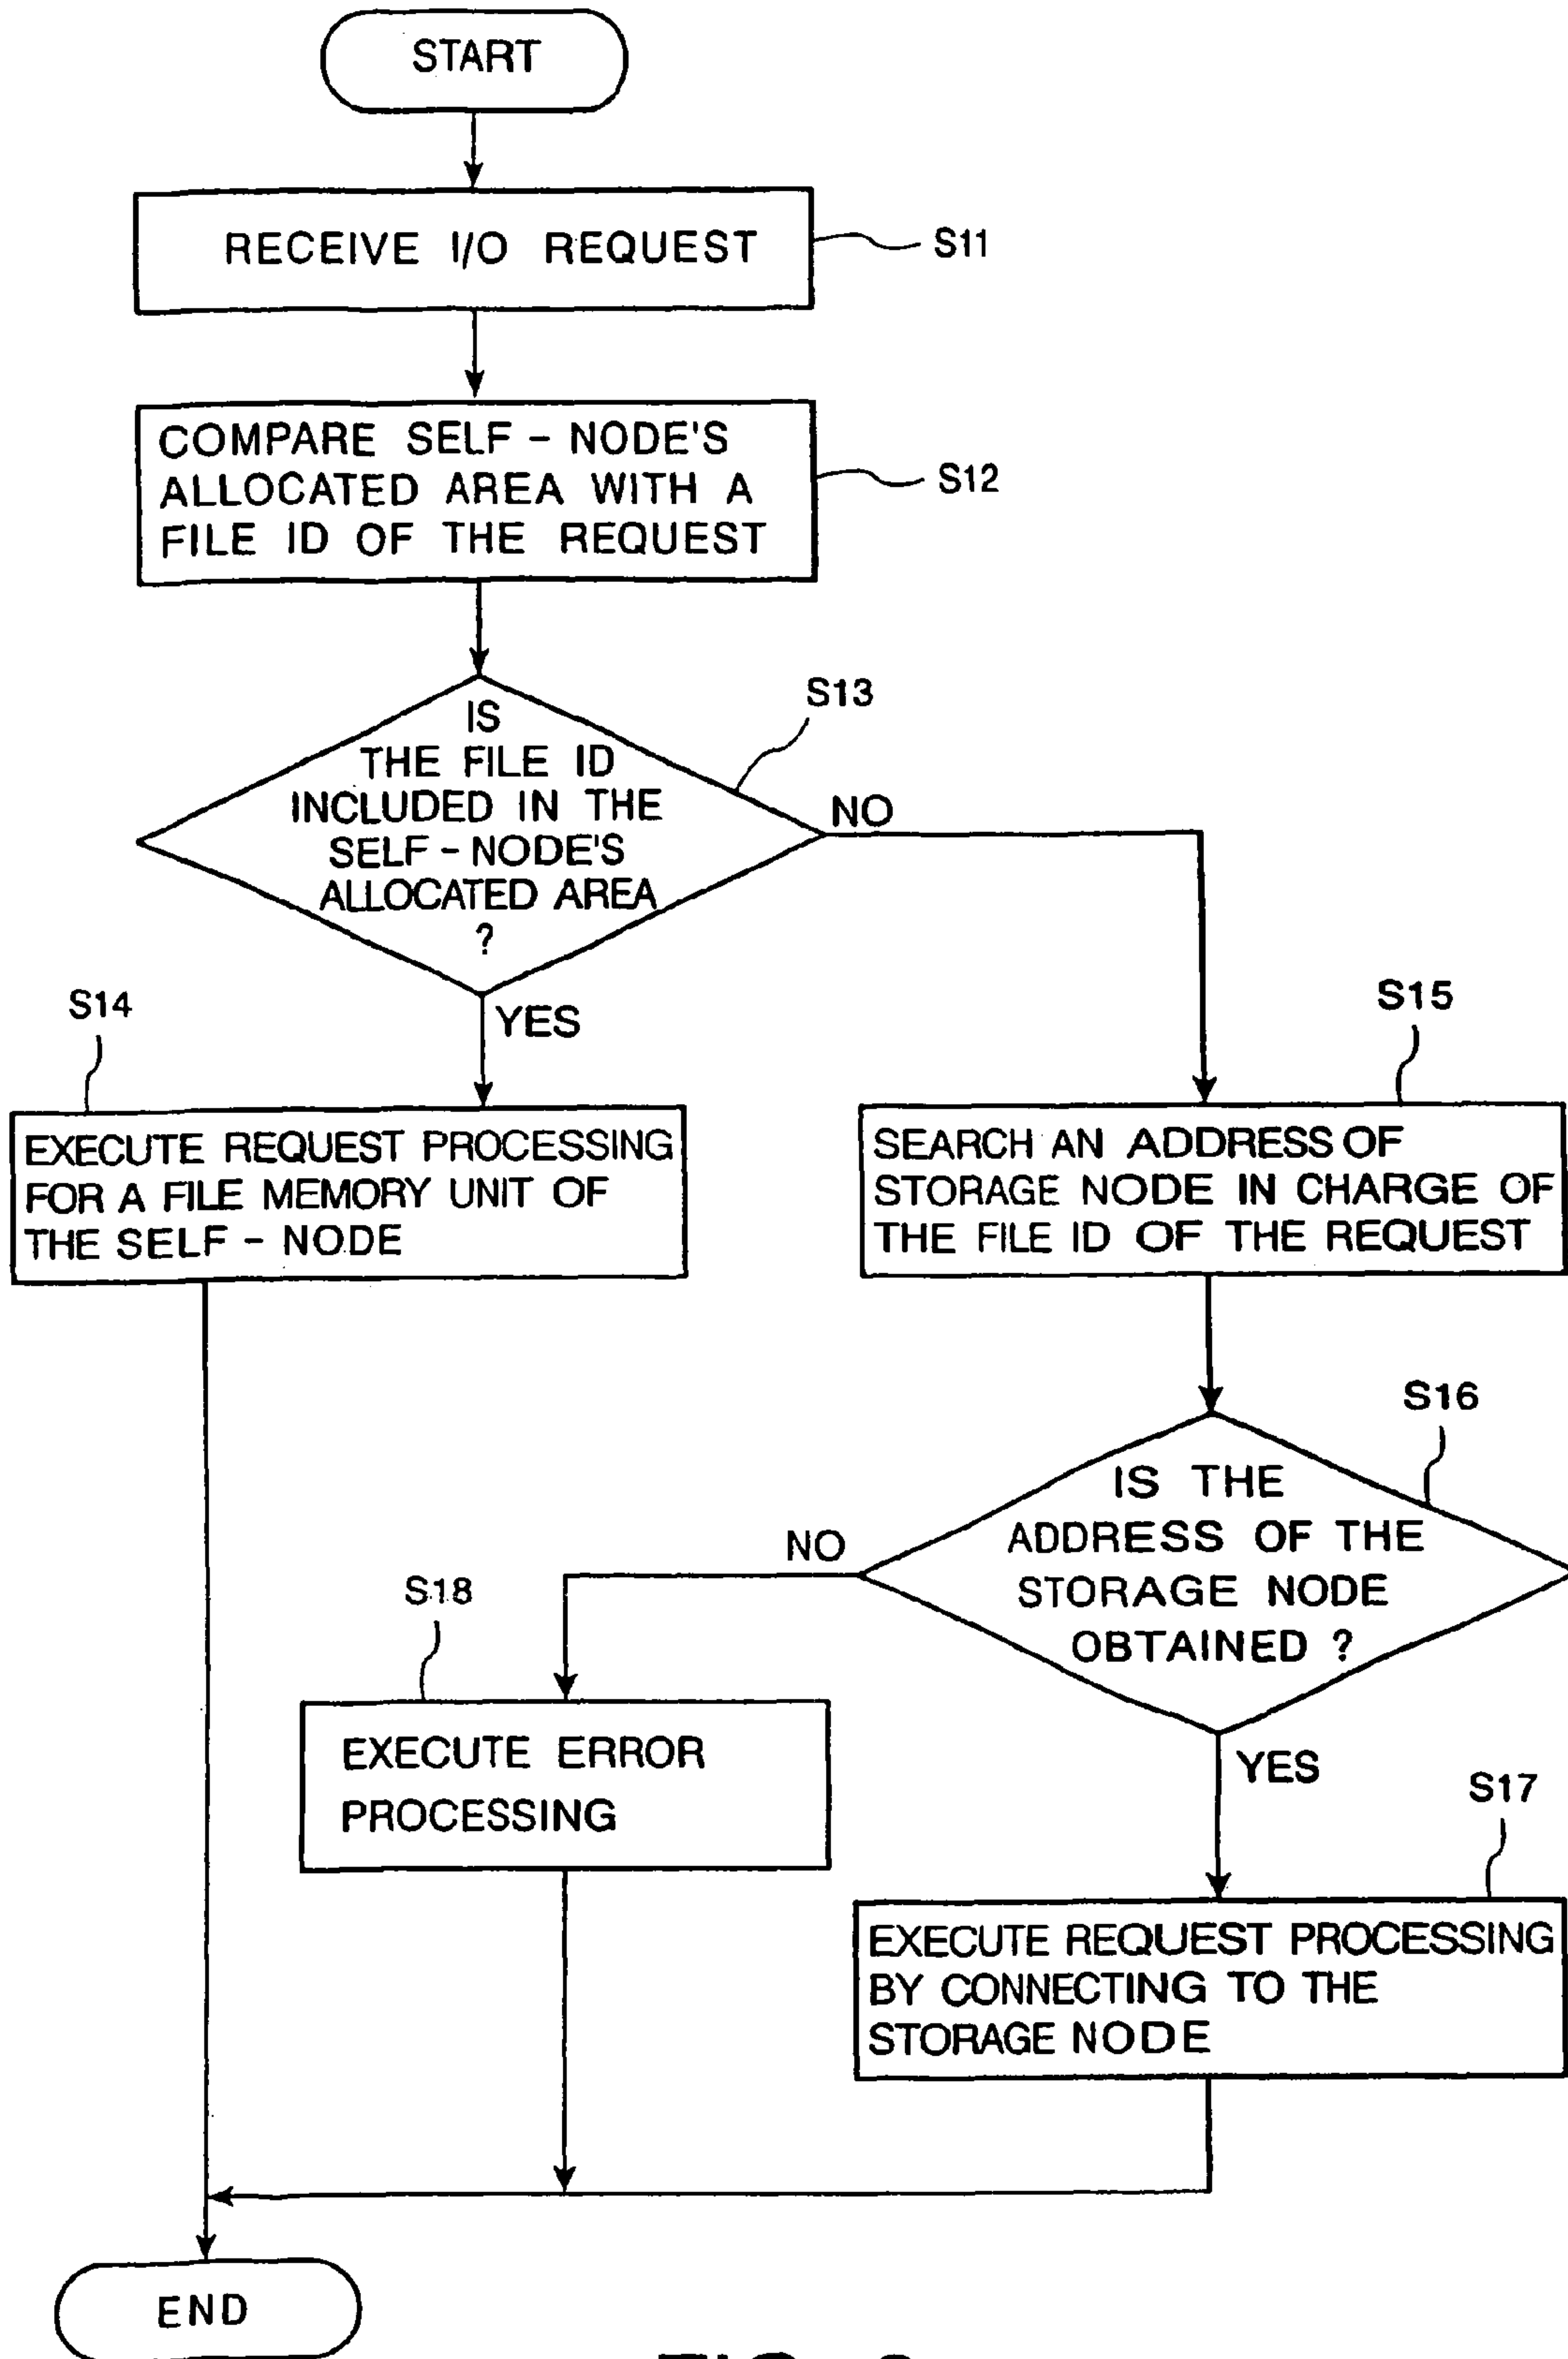 START
RECEIVE I/O REQUEST
S11
COMPARE SELF-NODE'S
ALLOCATED AREA WITH A
FILE ID OF THE REQUEST
S12
S13
IS
THE FILE ID
INCLUDED IN THE
SELF-NODE'S
ALLOCATED AREA
?
NO
YES
S14
EXECUTE REQUEST PROCESSING
FOR A FILE MEMORY UNIT OF
THE SELF-NODE
S15
SEARCH AN ADDRESS OF
STORAGE NODE IN CHARGE OF
THE FILE ID OF THE REQUEST
S16
IS THE
ADDRESS OF THE
STORAGE NODE
OBTAINED ?
NO
YES
S18
EXECUTE ERROR
PROCESSING
S17
EXECUTE REQUEST PROCESSING
BY CONNECTING TO THE
STORAGE NODE
END